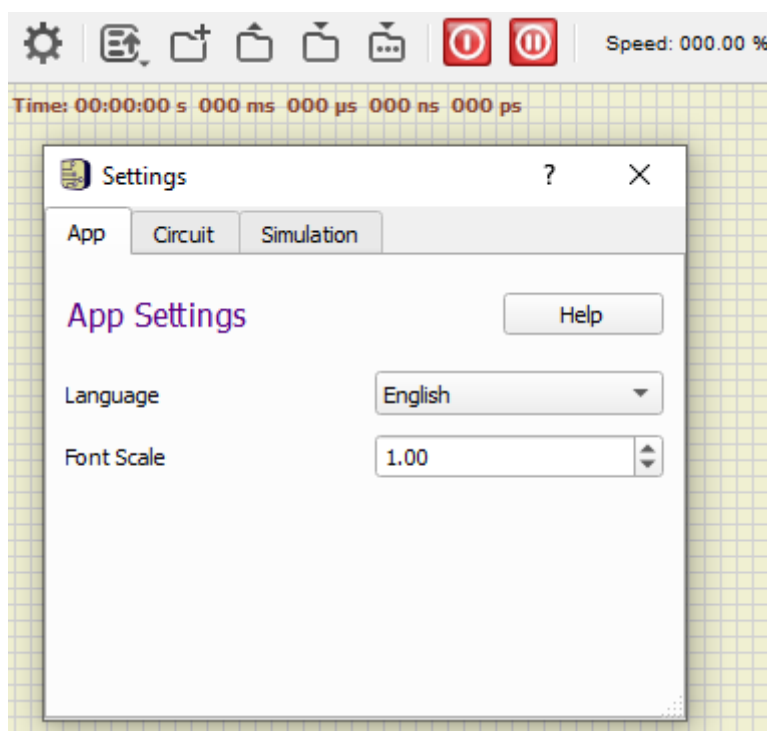 Speed: 000.00 %
Time: 00:00:00 s 000 ms 000 µs 000 ns 000 ps
Settings
?
App Circuit Simulation
App Settings
Help
Language
English
Font Scale
1.00